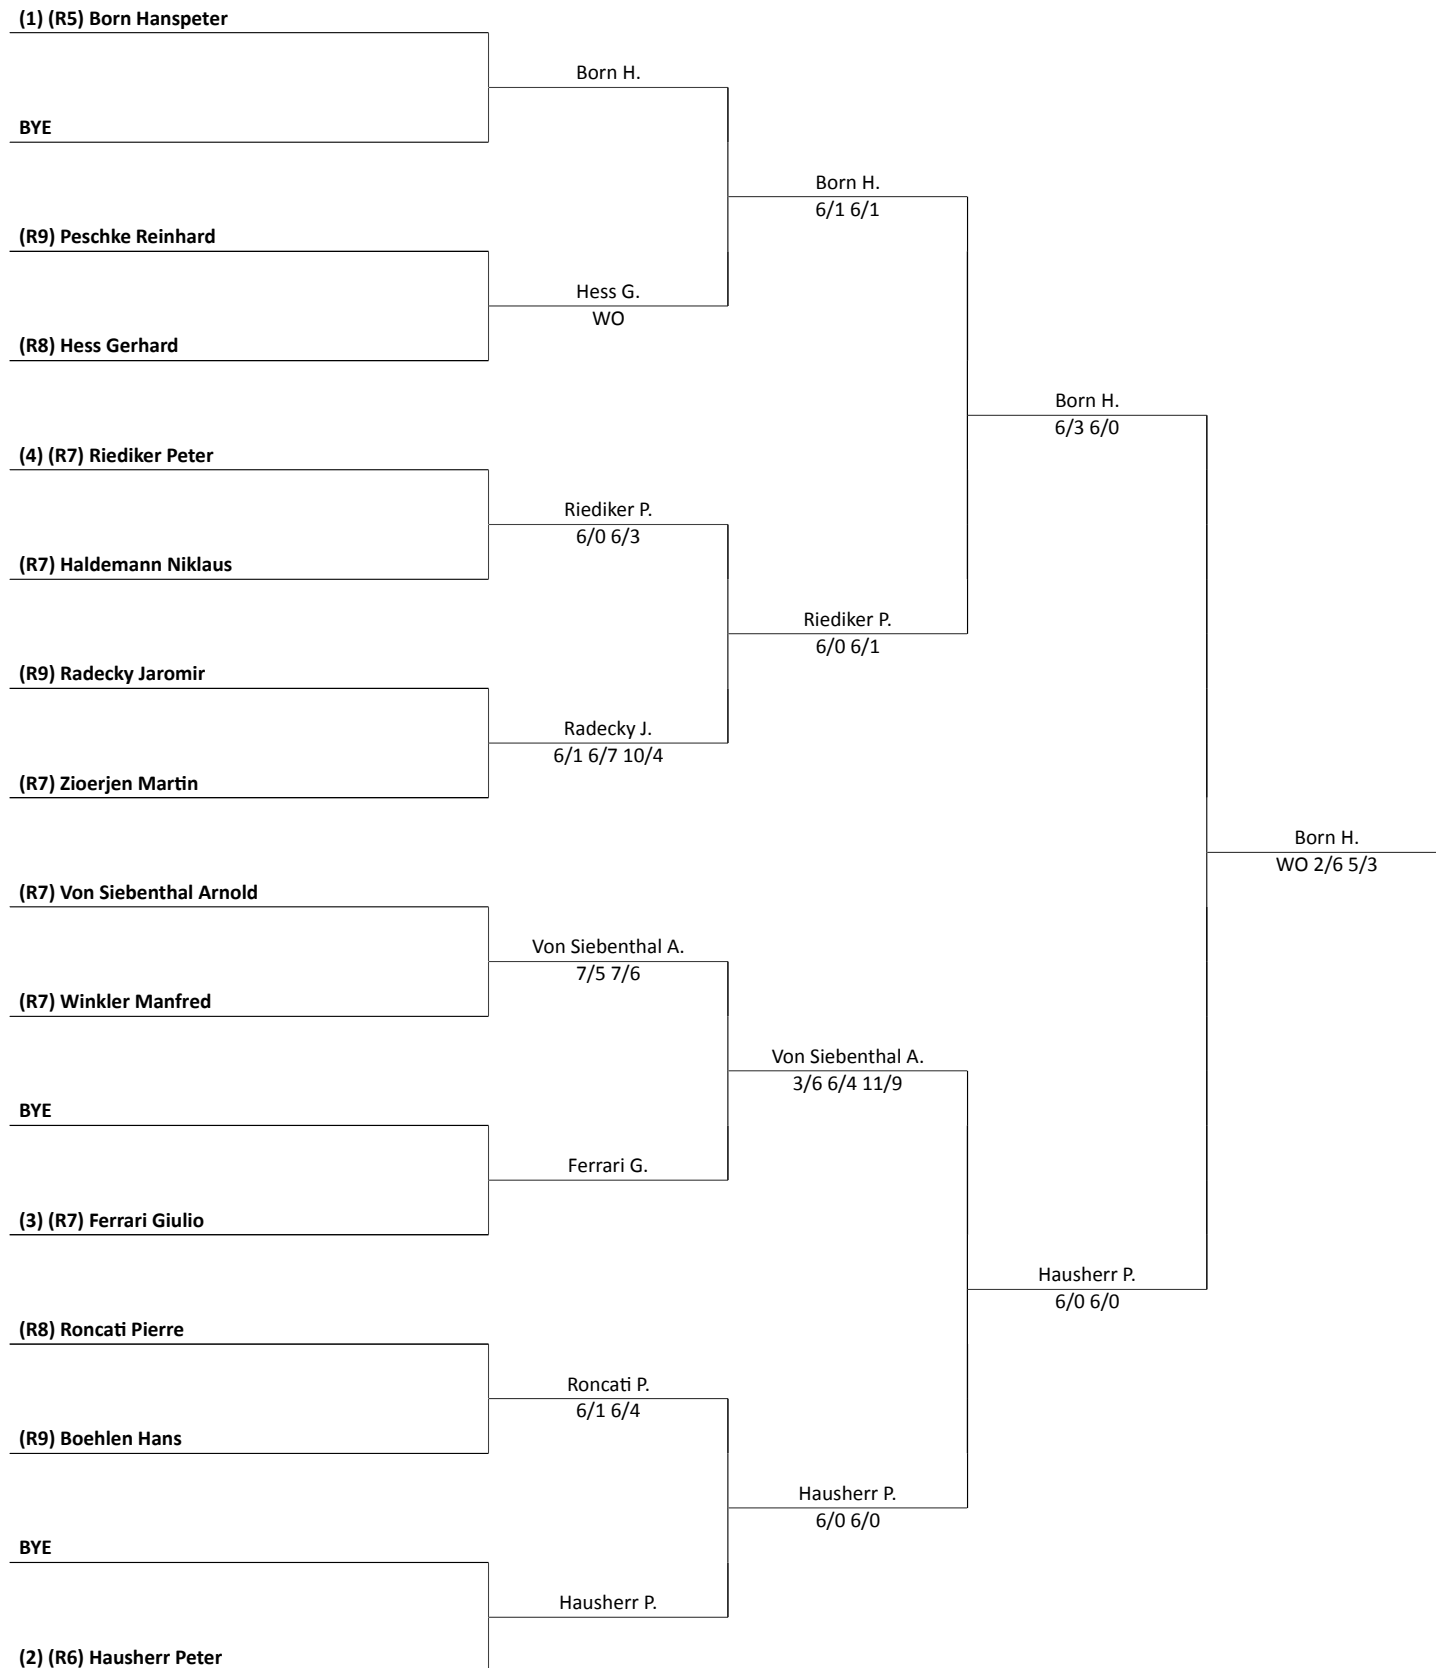 (1) (R5) Born Hanspeter
Born H.
BYE
Born H.
6/1 6/1
(R9) Peschke Reinhard
Hess G.
WO
(R8) Hess Gerhard
Born H.
6/3 6/0
(4) (R7) Riediker Peter
Riediker P.
6/0 6/3
(R7) Haldemann Niklaus
Riediker P.
6/0 6/1
(R9) Radecky Jaromir
Radecky J.
6/1 6/7 10/4
(R7) Zioerjen Martin
Born H.
WO 2/6 5/3
(R7) Von Siebenthal Arnold
Von Siebenthal A.
7/5 7/6
(R7) Winkler Manfred
Von Siebenthal A.
3/6 6/4 11/9
BYE
Ferrari G.
(3) (R7) Ferrari Giulio
Hausherr P.
6/0 6/0
(R8) Roncati Pierre
Roncati P.
6/1 6/4
(R9) Boehlen Hans
Hausherr P.
6/0 6/0
BYE
Hausherr P.
(2) (R6) Hausherr Peter